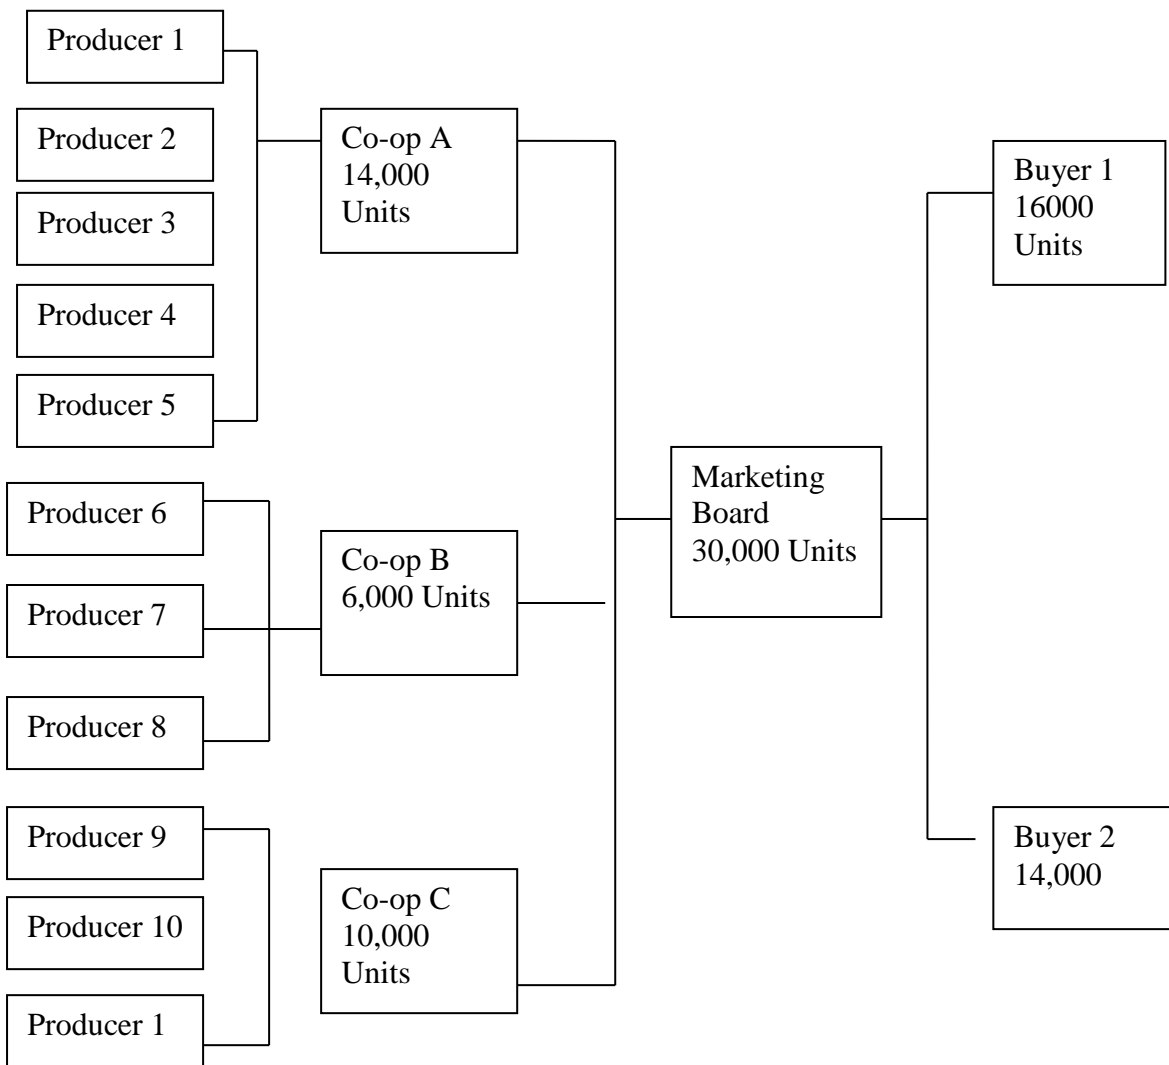 Producer 1
Producer 2
Producer 3
Producer 4
Producer 5
Producer 6
Producer 7
Producer 8
Producer 9
Producer 10
Producer 1
Co-op A
14,000
Units
Co-op B
6,000 Units
Co-op C
10,000
Units
Marketing
Board
30,000 Units
Buyer 1
16000
Units
Buyer 2
14,000